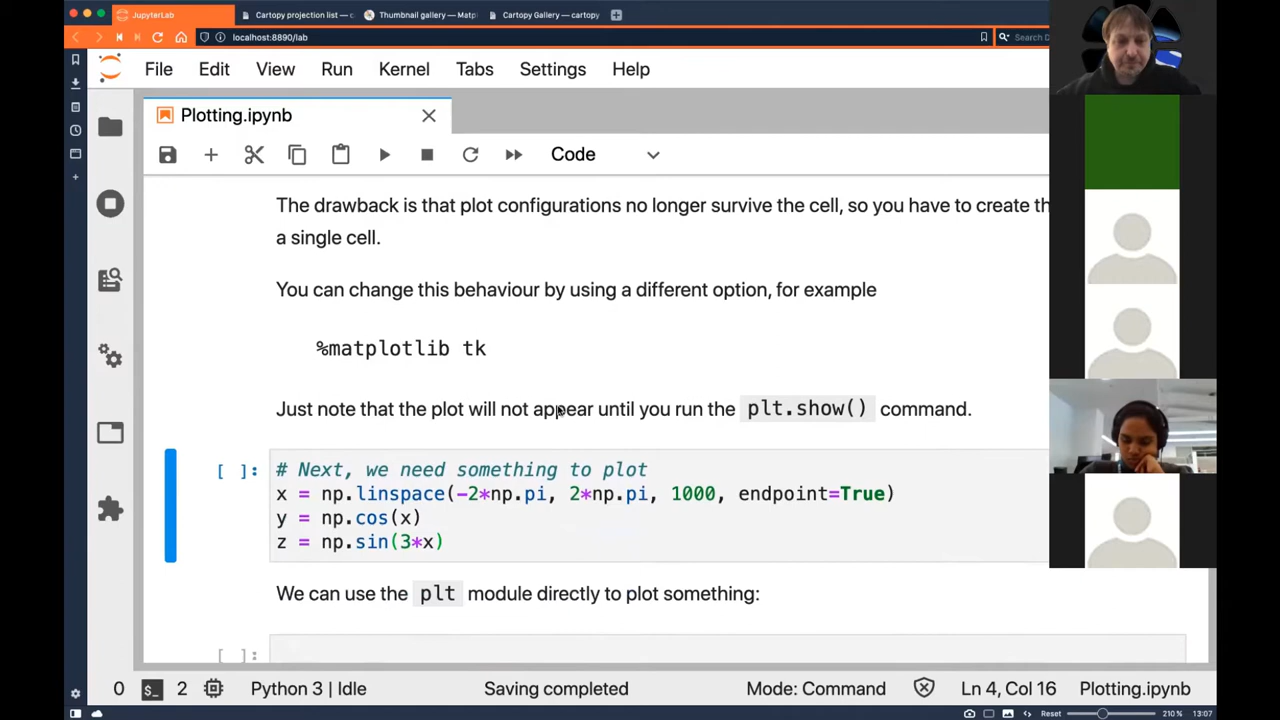 JupyterLab
Cartopy projection list — c
Thumbnail gallery — Matp
Cartopy Gallery — cartopy
localhost:8890/lab
Search D
File Edit View Run Kernel Tabs Settings Help
Plotting.ipynb
Code
The drawback is that plot configurations no longer survive the cell, so you have to create th
a single cell.
You can change this behaviour by using a different option, for example
%matplotlib tk
Just note that the plot will not appear until you run the plt.show() command.
[ ]: # Next, we need something to plot
x = np.linspace(-2*np.pi, 2*np.pi, 1000, endpoint=True)
y = np.cos(x)
z = np.sin(3*x)
We can use the plt module directly to plot something:
[ ]:
0 $_ 2 Python 3 | Idle Saving completed Mode: Command Ln 4, Col 16 Plotting.ipynb
Reset 210 % 13:07